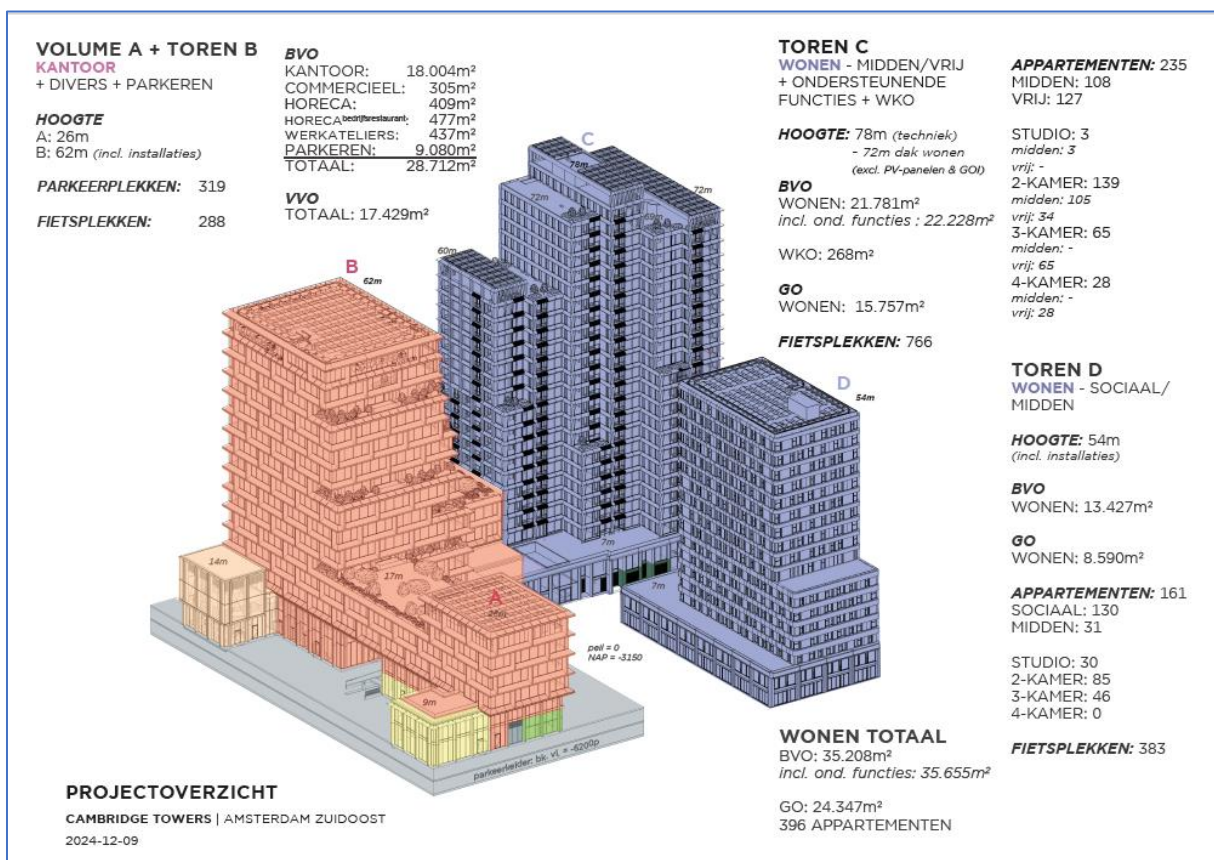 VOLUME A + TOREN B
KANTOOR
+ DIVERS + PARKEREN
HOOGTE
A: 26m
B: 62m (incl. installaties)
PARKEERPLEKKEN: 319
FIETSPLEKKEN: 288
BVO
KANTOOR: 18.004m²
COMMERCIEEL: 305m²
HORECA: 409m²
HORECA bedrijfsrestaurant: 477m²
WERKATELIERS: 437m²
PARKEREN: 9.080m²
TOTAAL: 28.712m²
VVO
TOTAAL: 17.429m²
TOREN C
WONEN - MIDDEN/VRIJ
+ ONDERSTEUNENDE
FUNCTIES + WKO
HOOGTE: 78m (techniek)
- 72m dak wonen
(excl. PV-panelen & GOI)
BVO
WONEN: 21.781m²
incl. ond. functies : 22.228m²
WKO: 268m²
GO
WONEN: 15.757m²
FIETSPLEKKEN: 766
APPARTEMENTEN: 235
MIDDEN: 108
VRIJ: 127
STUDIO: 3
midden: 3
vrij: -
2-KAMER: 139
midden: 105
vrij: 34
3-KAMER: 65
midden: -
vrij: 65
4-KAMER: 28
midden: -
vrij: 28
TOREN D
WONEN - SOCIAAL/
MIDDEN
HOOGTE: 54m
(incl. installaties)
BVO
WONEN: 13.427m²
GO
WONEN: 8.590m²
APPARTEMENTEN: 161
SOCIAAL: 130
MIDDEN: 31
STUDIO: 30
2-KAMER: 85
3-KAMER: 46
4-KAMER: 0
FIETSPLEKKEN: 383
C
78m
72m
72m
69m
60m
B
62m
D
54m
7m
7m
14m
17m
A
26m
9m
peil = 0
NAP = -3150
parkeerkelder: bk. vl. = -6200p
WONEN TOTAAL
BVO: 35.208m²
incl. ond. functies: 35.655m²
GO: 24.347m²
396 APPARTEMENTEN
PROJECTOVERZICHT
CAMBRIDGE TOWERS | AMSTERDAM ZUIDOOST
2024-12-09